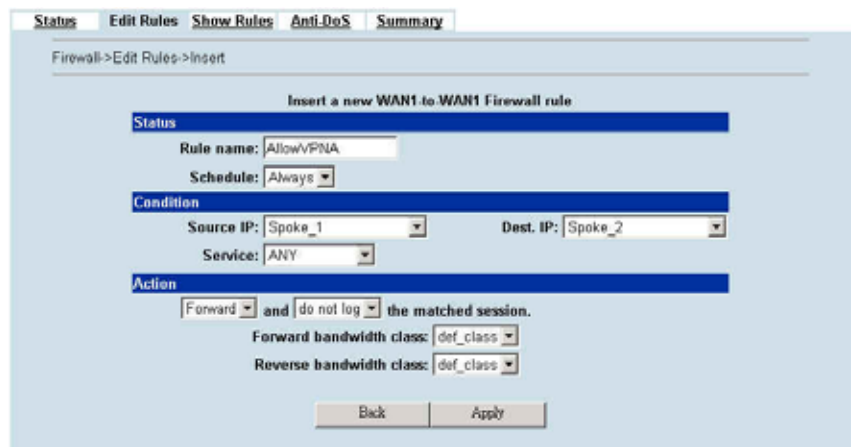 Status Edit Rules Show Rules Anti-DoS Summary
Firewall->Edit Rules->Insert
Insert a new WAN1-to-WAN1 Firewall rule
Status
Rule name: AllowVPNA
Schedule: Always
Condition
Source IP: Spoke_1 Dest. IP: Spoke_2
Service: ANY
Action
Forward and do not log the matched session.
Forward bandwidth class: def_class
Reverse bandwidth class: def_class
Back Apply